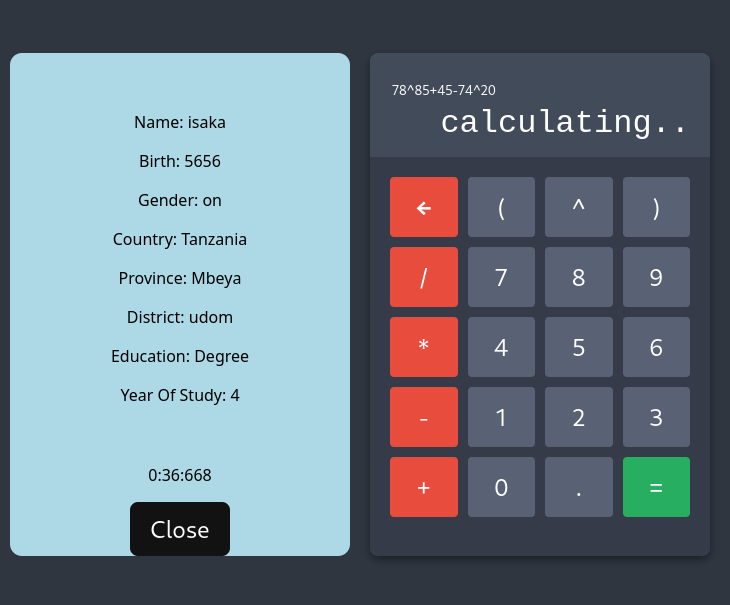 Name: isaka
Birth: 5656
Gender: on
Country: Tanzania
Province: Mbeya
District: udom
Education: Degree
Year Of Study: 4
0:36:668
Close
78^85+45-74^20
calculating..
← ( ^ )
/ 7 8 9
* 4 5 6
- 1 2 3
+ 0 . =